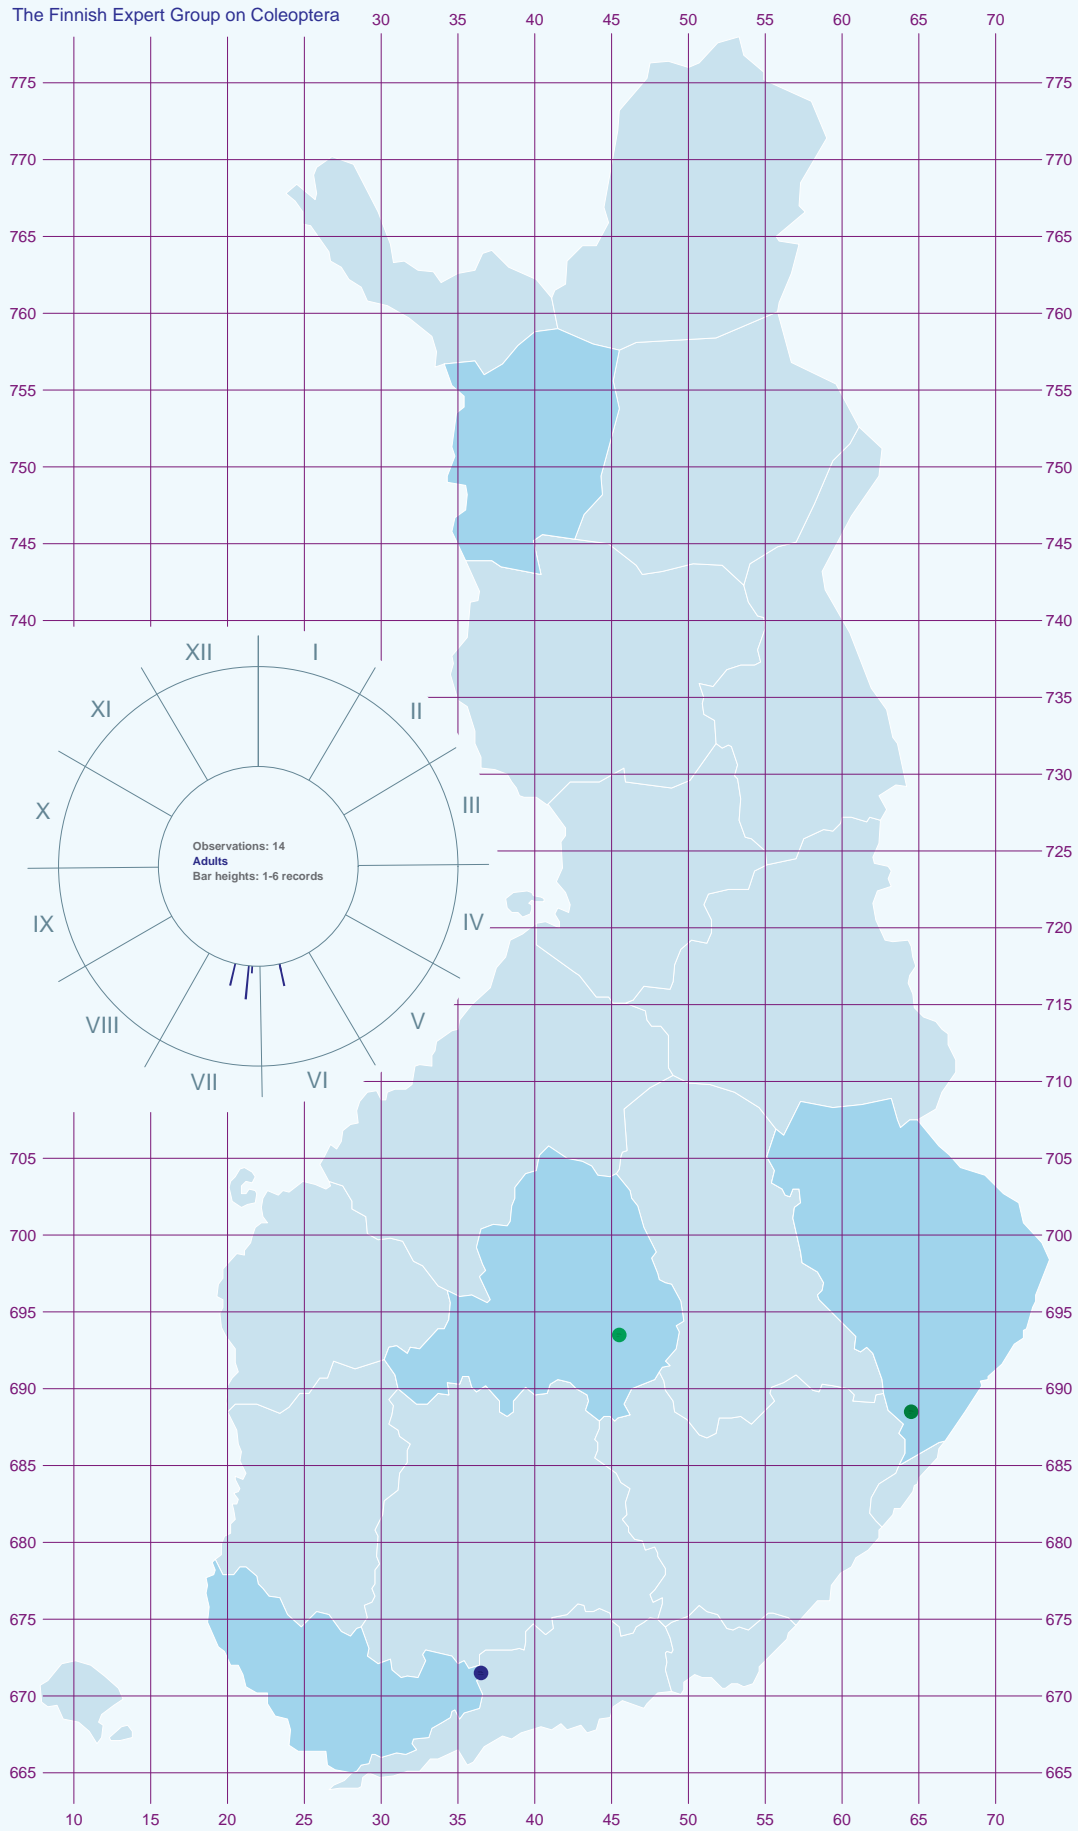 The Finnish Expert Group on Coleoptera
30 35 40 45 50 55 60 65 70
775 775
770 770
765 765
760 760
755 755
750 750
745 745
740 740
XII I
XI II
735
730
X III
Observations: 14
Adults
Bar heights: 1-6 records
725
IX IV
720
715
VIII V
VII VI
710
705 705
700 700
695 695
690 690
685 685
680 680
675 675
670 670
665 665
10 15 20 25 30 35 40 45 50 55 60 65 70